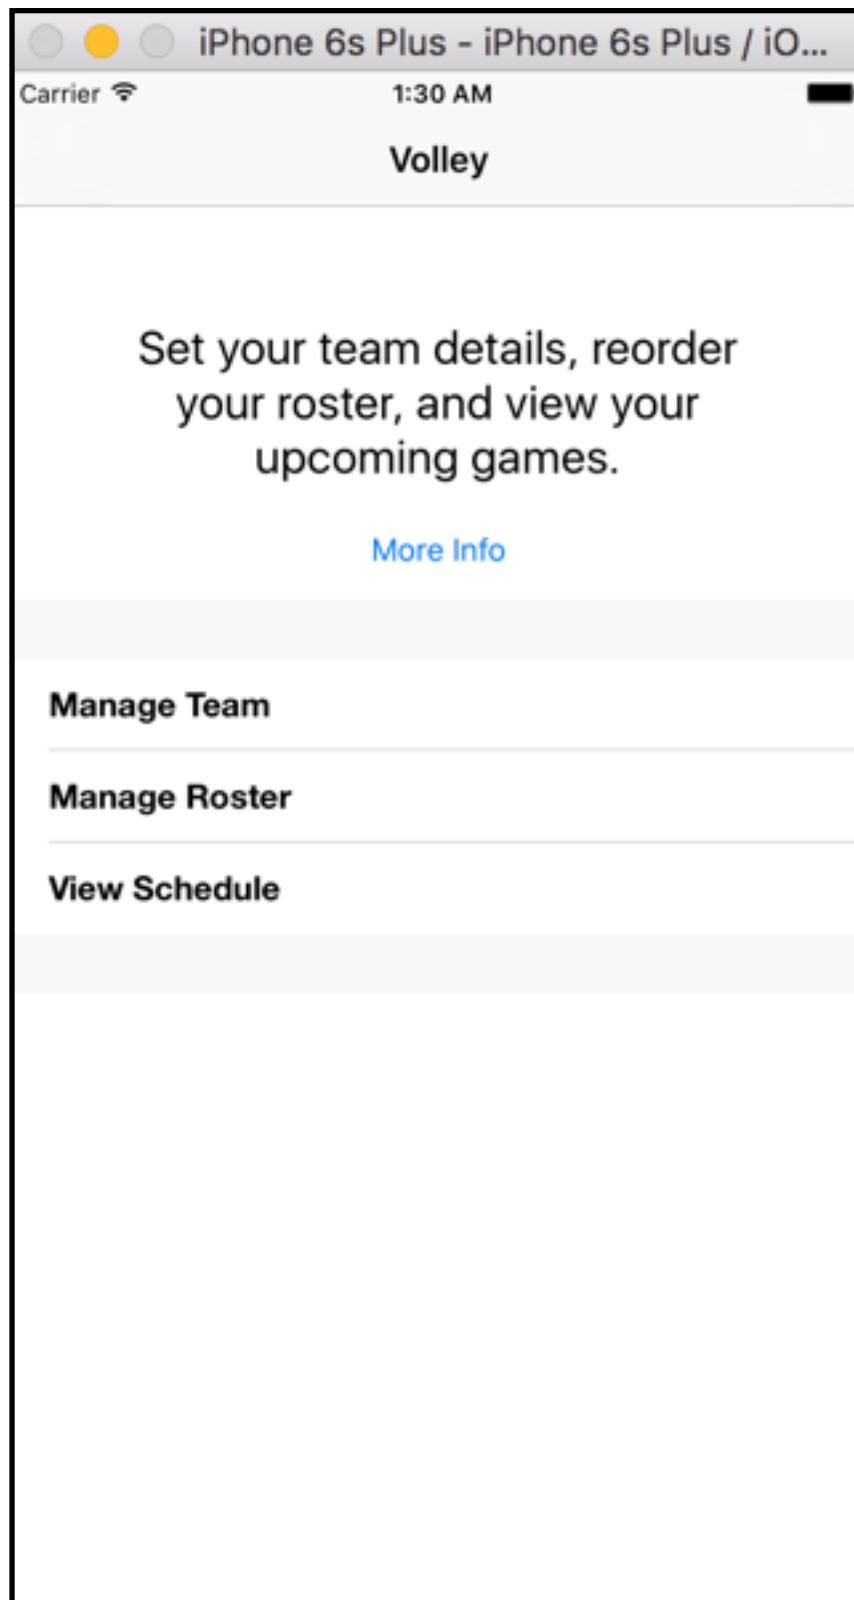 iPhone 6s Plus - iPhone 6s Plus / iO...
Carrier 1:30 AM
Volley
Set your team details, reorder
your roster, and view your
upcoming games.
More Info
Manage Team
Manage Roster
View Schedule